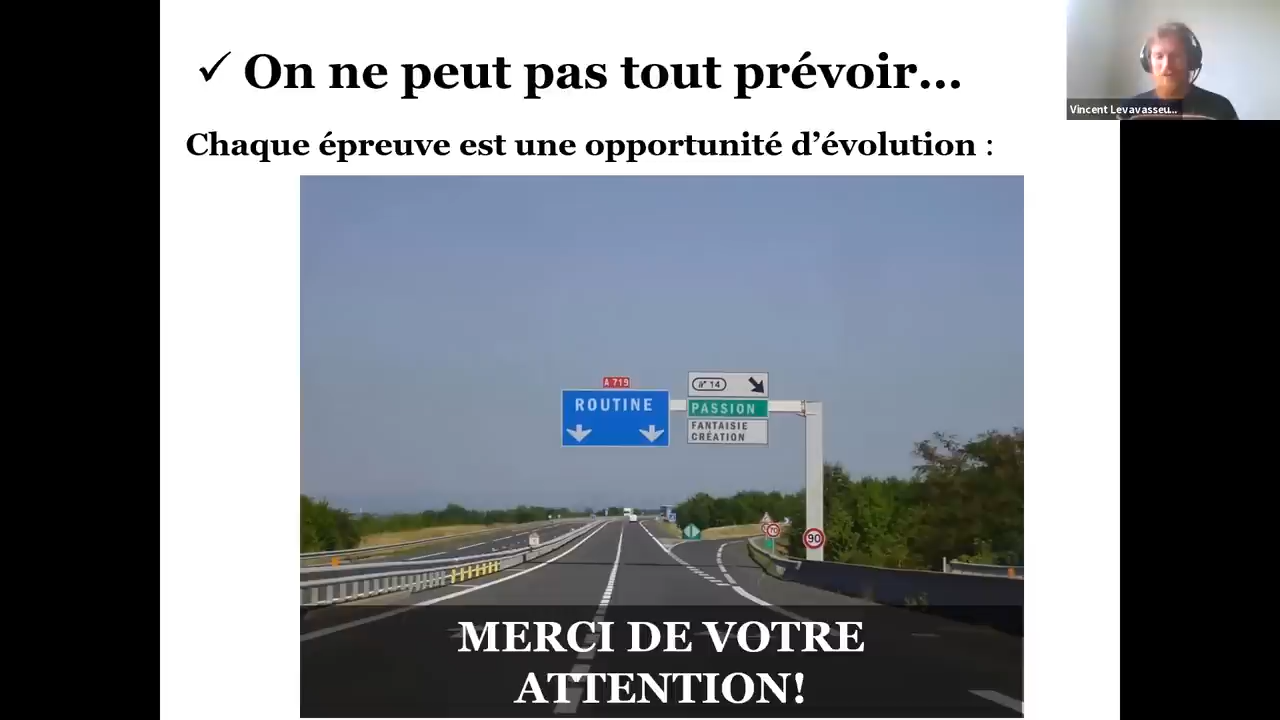 ✓ On ne peut pas tout prévoir...
Vincent Levavasseu...
Chaque épreuve est une opportunité d’évolution :
A 719
14
ROUTINE
PASSION
FANTAISIE
CRÉATION
90
MERCI DE VOTRE
ATTENTION!